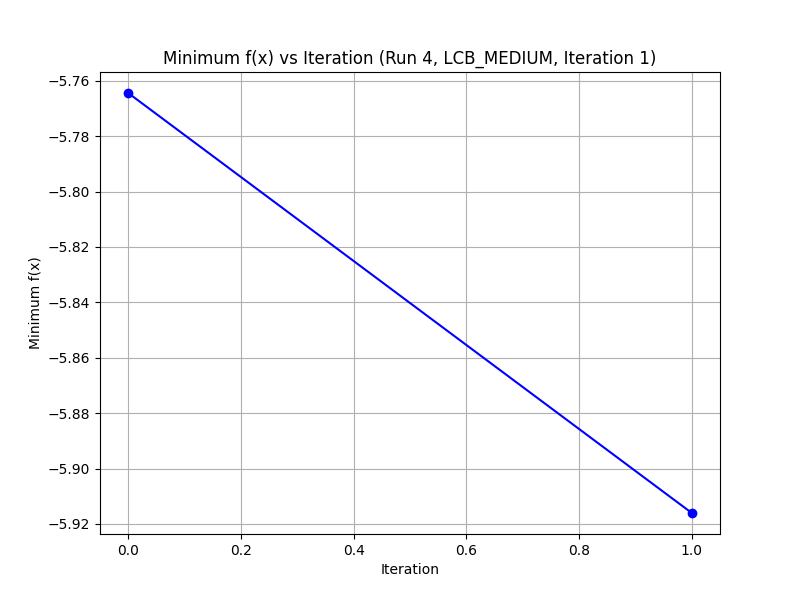 Minimum f(x) vs Iteration (Run 4, LCB_MEDIUM, Iteration 1)
−5.76
−5.78
−5.80
−5.82
−5.84
−5.86
−5.88
−5.90
−5.92
Minimum f(x)
0.0 0.2 0.4 0.6 0.8 1.0
Iteration